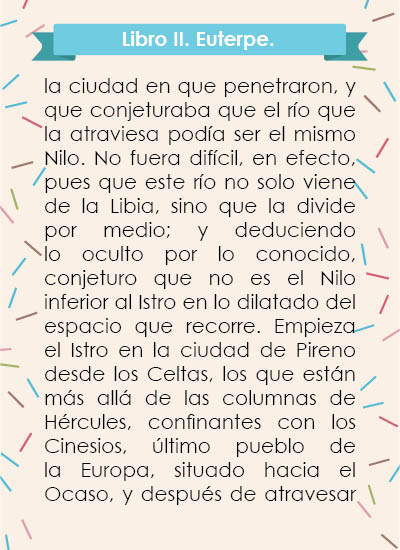 Libro II. Euterpe.
la ciudad en que penetraron, y
que conjeturaba que el río que
la atraviesa podía ser el mismo
Nilo. No fuera difícil, en efecto,
pues que este río no solo viene
de la Libia, sino que la divide
por medio; y deduciendo
lo oculto por lo conocido,
conjeturo que no es el Nilo
inferior al Istro en lo dilatado del
espacio que recorre. Empieza
el Istro en la ciudad de Pireno
desde los Celtas, los que están
más allá de las columnas de
Hércules, confinantes con los
Cinesios, último pueblo de
la Europa, situado hacia el
Ocaso, y después de atravesar